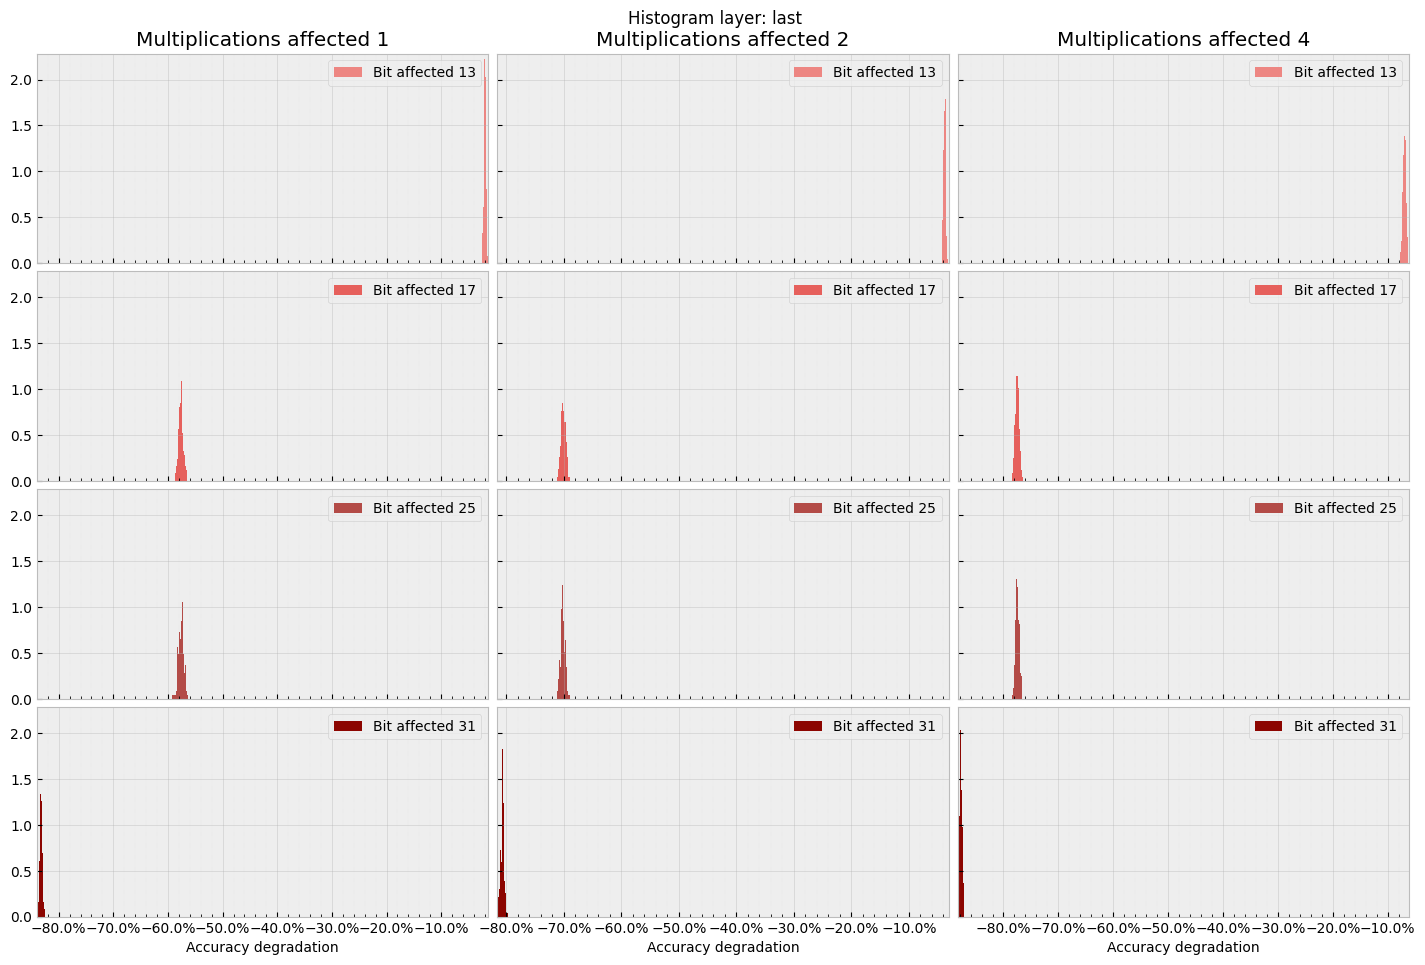 Histogram layer: last
Multiplications affected 1
Multiplications affected 2
Multiplications affected 4
2.0
1.5
1.0
0.5
0.0
Bit affected 13
Bit affected 13
Bit affected 13
2.0
1.5
1.0
0.5
0.0
Bit affected 17
Bit affected 17
Bit affected 17
2.0
1.5
1.0
0.5
0.0
Bit affected 25
Bit affected 25
Bit affected 25
2.0
1.5
1.0
0.5
0.0
Bit affected 31
Bit affected 31
Bit affected 31
−80.0% −70.0% −60.0% −50.0% −40.0% −30.0% −20.0% −10.0%
−80.0% −70.0% −60.0% −50.0% −40.0% −30.0% −20.0% −10.0%
−80.0% −70.0% −60.0% −50.0% −40.0% −30.0% −20.0% −10.0%
Accuracy degradation
Accuracy degradation
Accuracy degradation